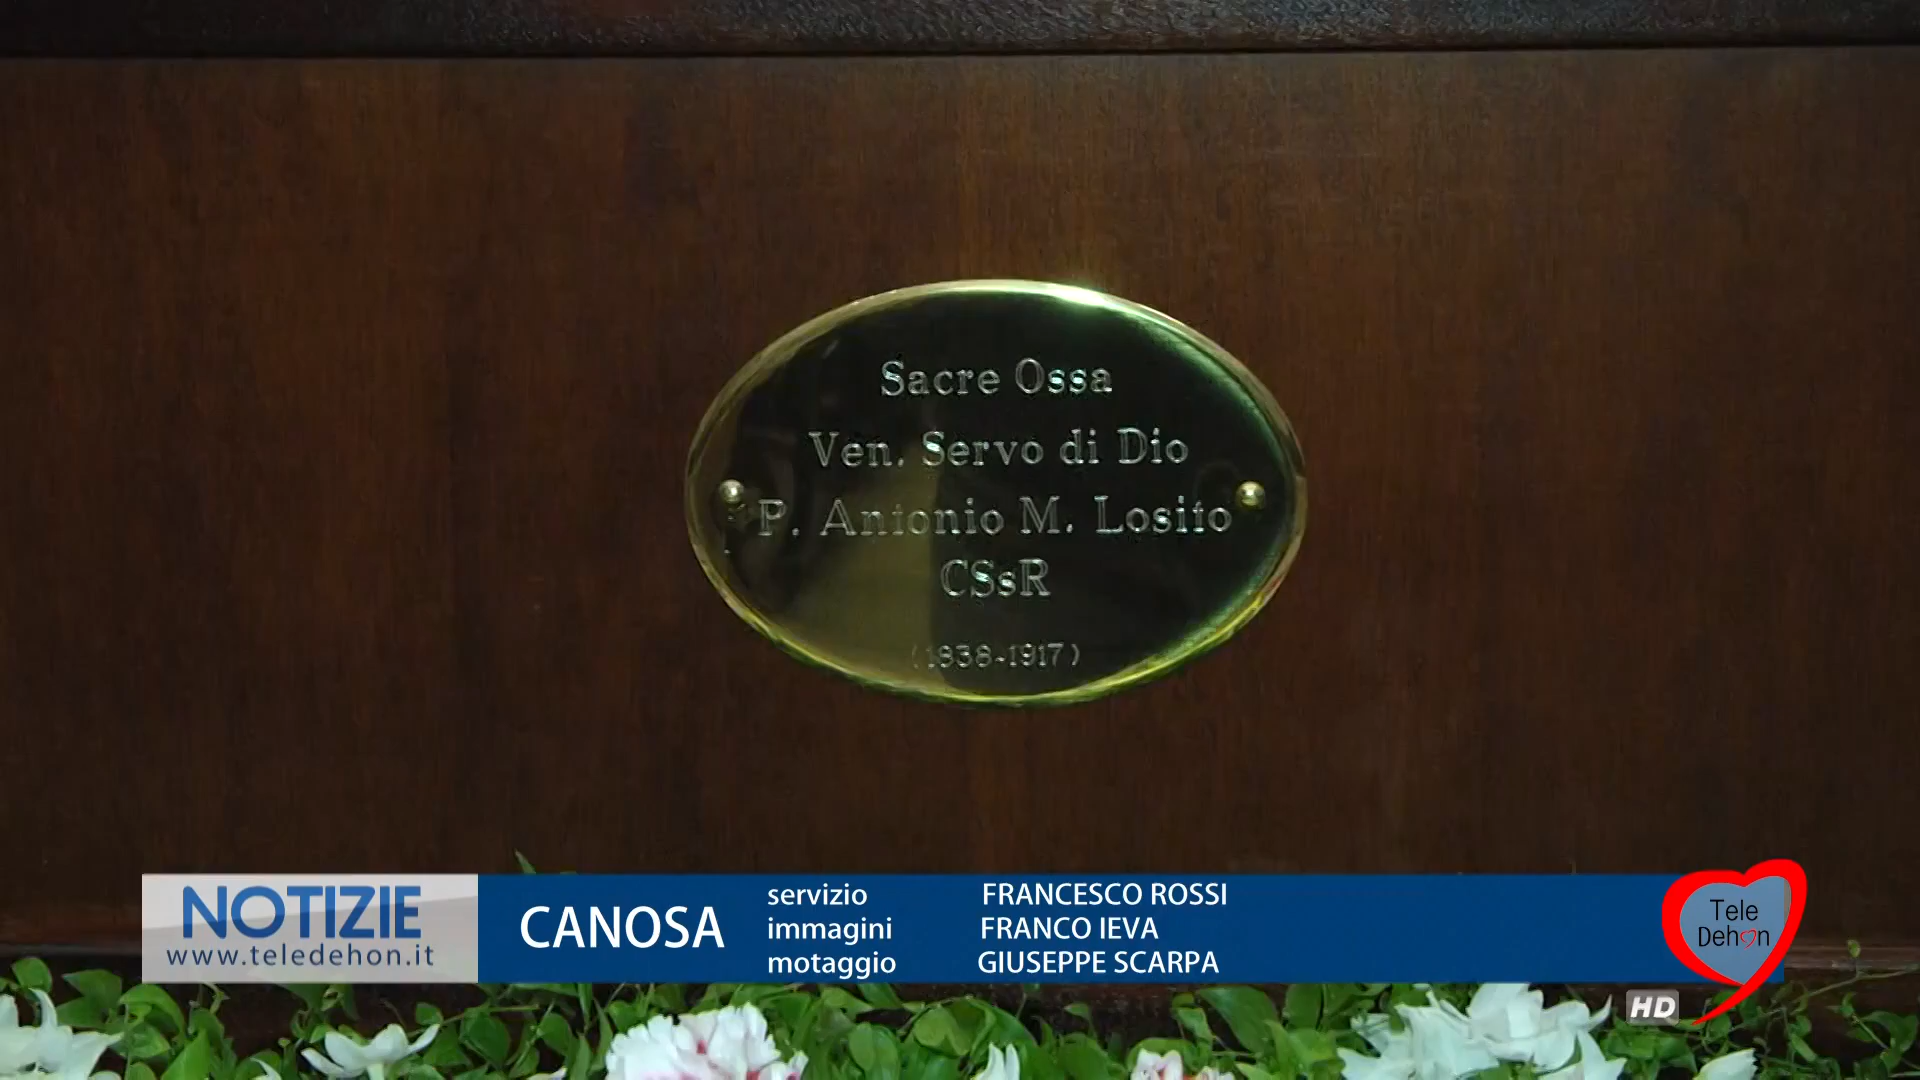 Sacre Ossa
Ven. Servo di Dio
P. Antonio M. Losito
CSsR
(1838-1917)
NOTIZIE
www.teledehon.it
CANOSA
servizio FRANCESCO ROSSI
immagini FRANCO IEVA
motaggio GIUSEPPE SCARPA
Tele
Dehon
HD